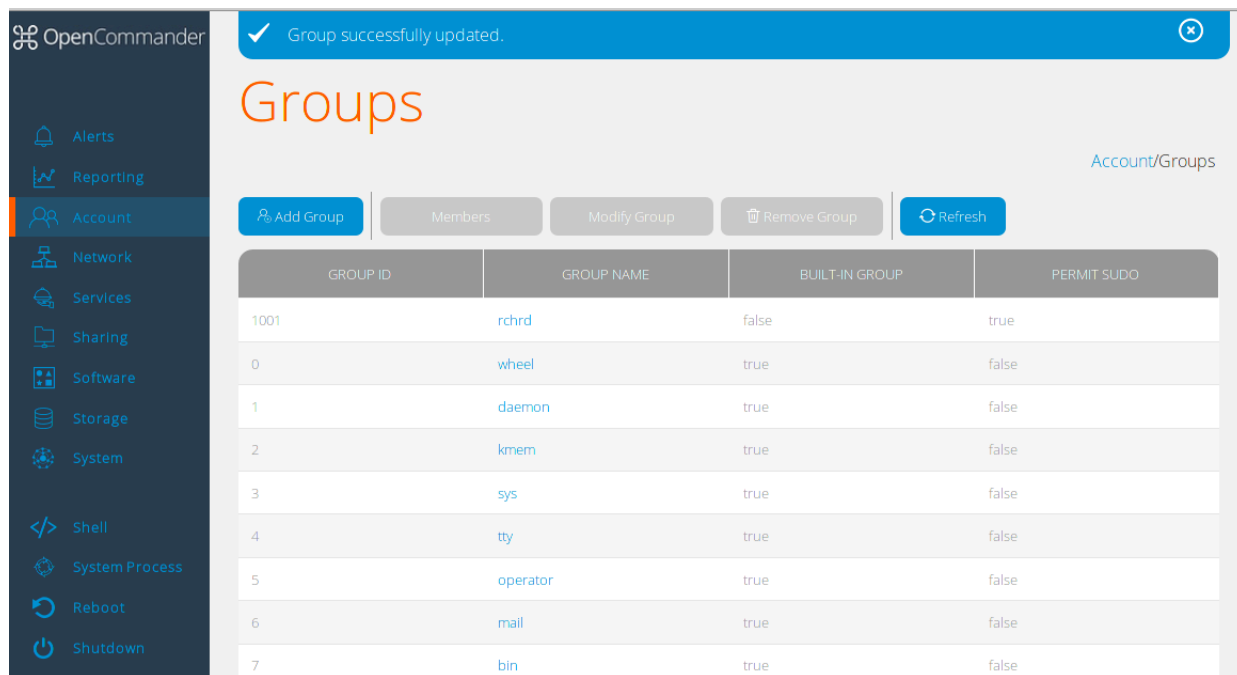 OpenCommander
Group successfully updated.
Groups
Account/Groups
Alerts
Reporting
Account
Network
Services
Sharing
Software
Storage
System
Shell
System Process
Reboot
Shutdown
Add Group Members Modify Group Remove Group Refresh
GROUP ID GROUP NAME BUILT-IN GROUP PERMIT SUDO
1001 rchrd false true
0 wheel true false
1 daemon true false
2 kmem true false
3 sys true false
4 tty true false
5 operator true false
6 mail true false
7 bin true false